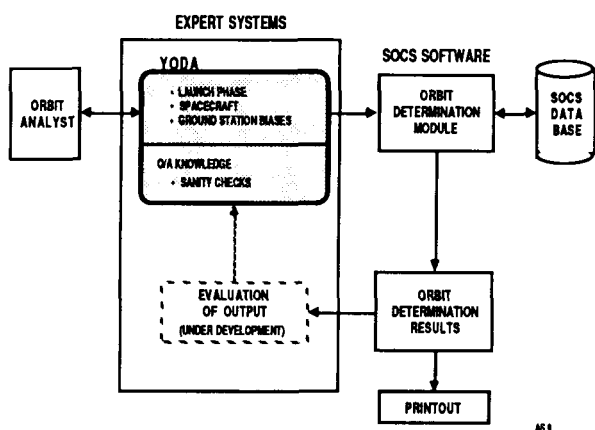 EXPERT SYSTEMS
YODA
• LAUNCH PHASE
• SPACECRAFT
• GROUND STATION BIASES
O/A KNOWLEDGE
• SANITY CHECKS
ORBIT
ANALYST
SOCS SOFTWARE
ORBIT
DETERMINATION
MODULE
SOCS
DATA
BASE
EVALUATION
OF OUTPUT
(UNDER DEVELOPMENT)
ORBIT
DETERMINATION
RESULTS
PRINTOUT